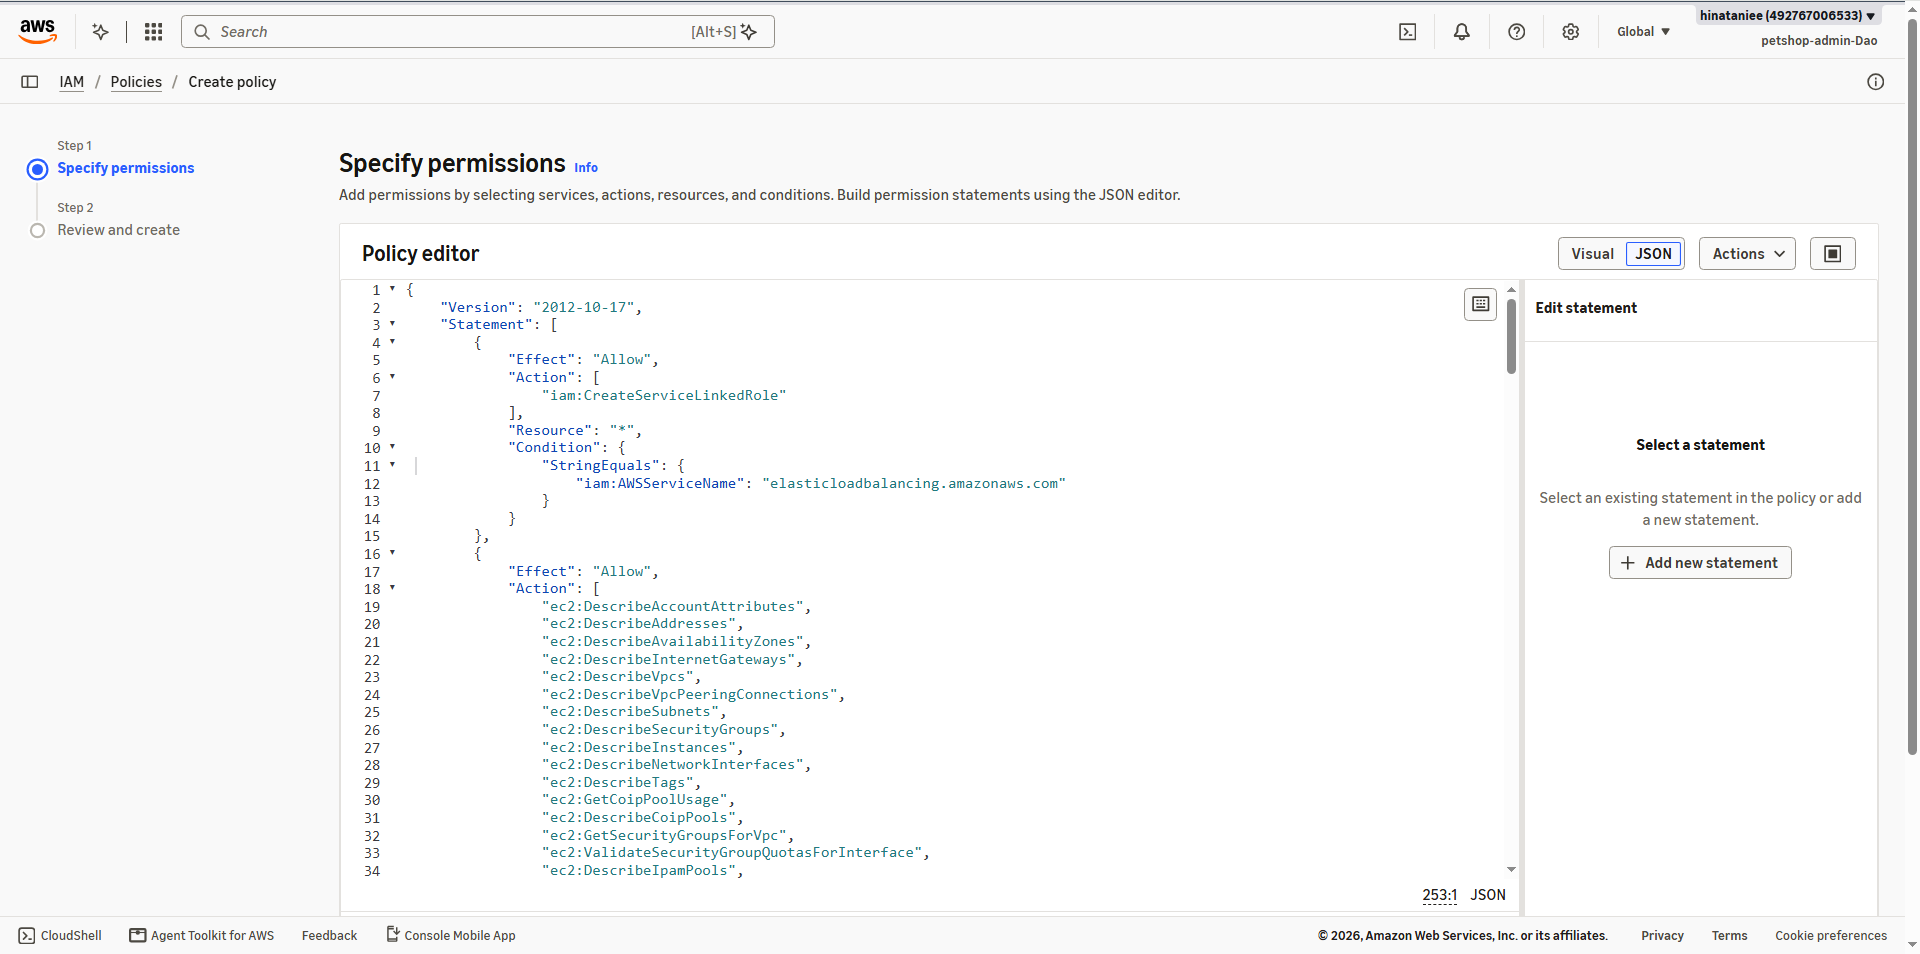 aws
Search
[Alt+S]
Global
hinataniee (492767006533)
petshop-admin-Dao
IAM / Policies / Create policy
Step 1
Specify permissions
Step 2
Review and create
Specify permissions Info
Add permissions by selecting services, actions, resources, and conditions. Build permission statements using the JSON editor.
Policy editor
Visual JSON Actions
1 {
2 "Version": "2012-10-17",
3 "Statement": [
4 {
5 "Effect": "Allow",
6 "Action": [
7 "iam:CreateServiceLinkedRole"
8 ],
9 "Resource": "*",
10 "Condition": {
11 "StringEquals": {
12 "iam:AWSServiceName": "elasticloadbalancing.amazonaws.com"
13 }
14 }
15 },
16 {
17 "Effect": "Allow",
18 "Action": [
19 "ec2:DescribeAccountAttributes",
20 "ec2:DescribeAddresses",
21 "ec2:DescribeAvailabilityZones",
22 "ec2:DescribeInternetGateways",
23 "ec2:DescribeVpcs",
24 "ec2:DescribeVpcPeeringConnections",
25 "ec2:DescribeSubnets",
26 "ec2:DescribeSecurityGroups",
27 "ec2:DescribeInstances",
28 "ec2:DescribeNetworkInterfaces",
29 "ec2:DescribeTags",
30 "ec2:GetCoipPoolUsage",
31 "ec2:DescribeCoipPools",
32 "ec2:GetSecurityGroupsForVpc",
33 "ec2:ValidateSecurityGroupQuotasForInterface",
34 "ec2:DescribeIpamPools",
253:1 JSON
Edit statement
Select a statement
Select an existing statement in the policy or add
a new statement.
+ Add new statement
CloudShell
Agent Toolkit for AWS
Feedback
Console Mobile App
© 2026, Amazon Web Services, Inc. or its affiliates.
Privacy
Terms
Cookie preferences